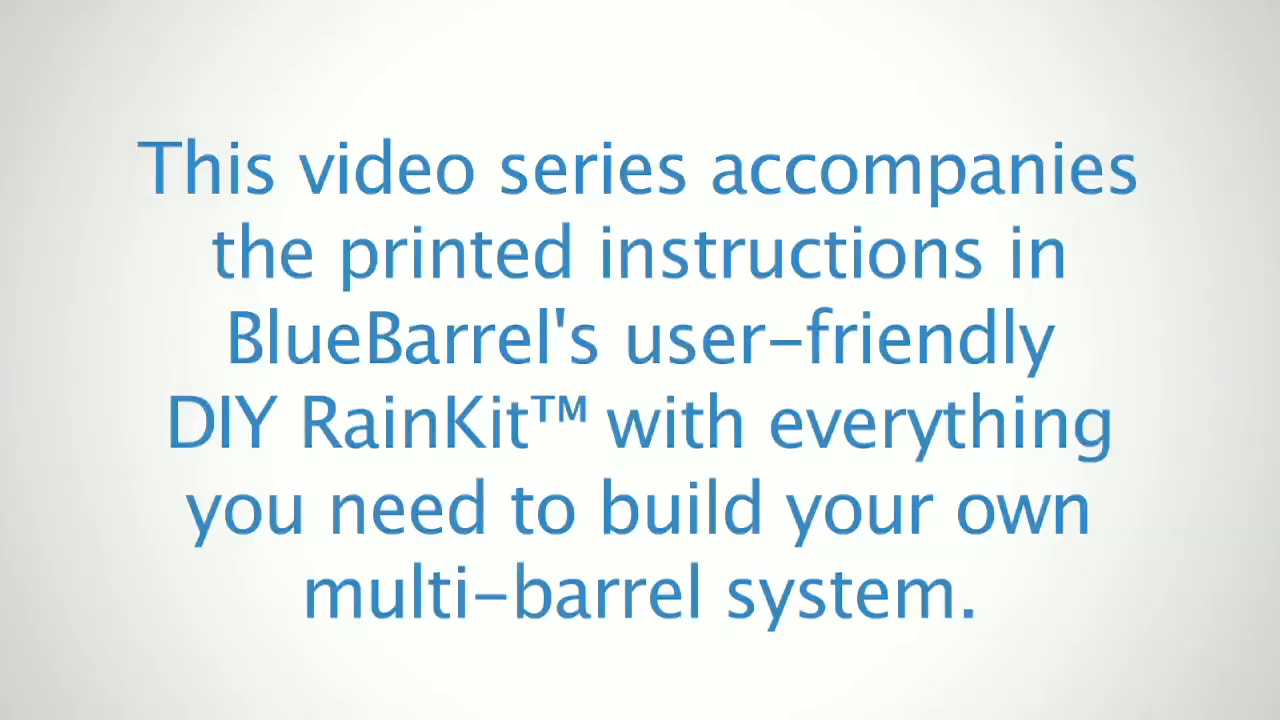 This video series accompanies
the printed instructions in
BlueBarrel's user-friendly
DIY RainKit™ with everything
you need to build your own
multi-barrel system.